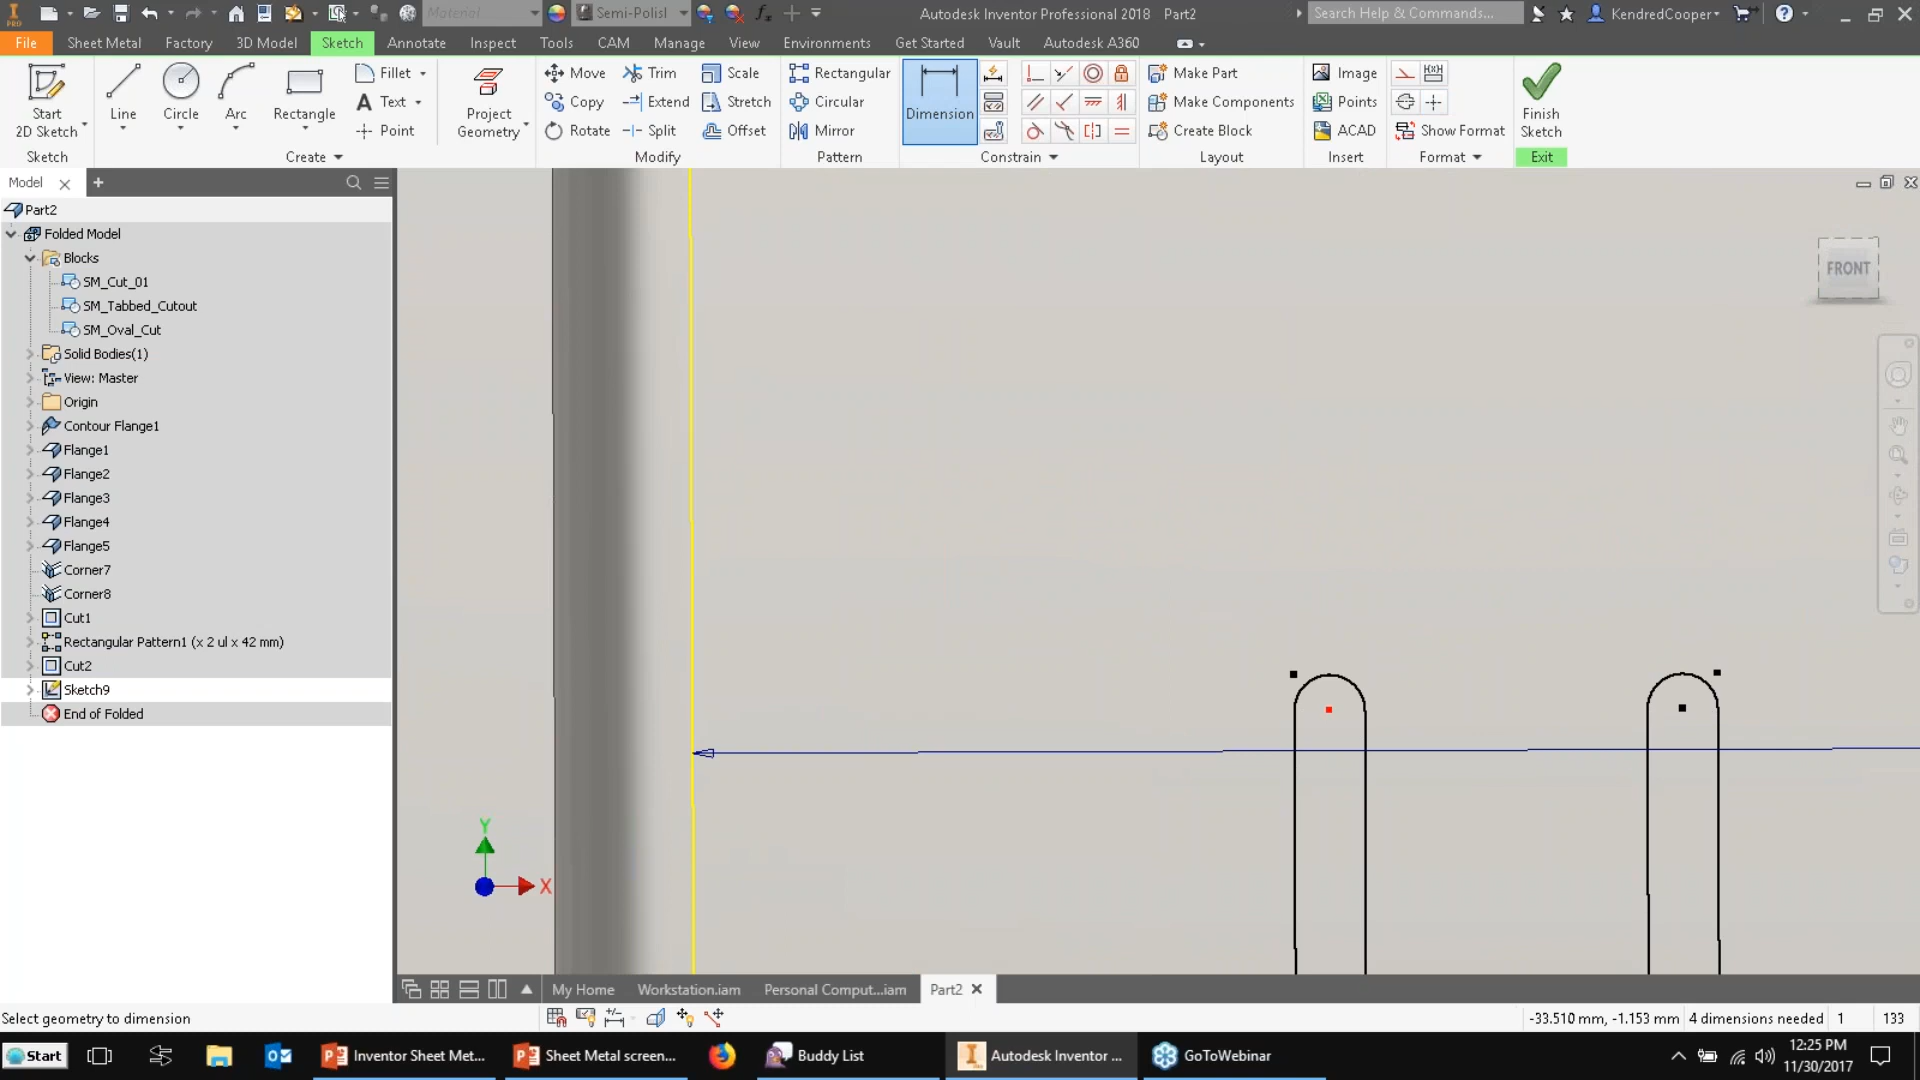 PRO
Material
Semi-Polisl
Autodesk Inventor Professional 2018 Part2
Search Help & Commands...
KendredCooper
File Sheet Metal Factory 3D Model Sketch Annotate Inspect Tools CAM Manage View Environments Get Started Vault Autodesk A360
Start
2D Sketch
Sketch
Line
Circle
Arc
Rectangle
Fillet
Text
Point
Create
Project
Geometry
Move
Copy
Rotate
Trim
Extend
Split
Scale
Stretch
Offset
Modify
Rectangular
Circular
Mirror
Pattern
Dimension
Constrain
Make Part
Make Components
Create Block
Layout
Image
Points
ACAD
Insert
Show Format
Format
Finish
Sketch
Exit
Model
Part2
Folded Model
Blocks
SM_Cut_01
SM_Tabbed_Cutout
SM_Oval_Cut
Solid Bodies(1)
View: Master
Origin
Contour Flange1
Flange1
Flange2
Flange3
Flange4
Flange5
Corner7
Corner8
Cut1
Rectangular Pattern1 (x 2 ul x 42 mm)
Cut2
Sketch9
End of Folded
FRONT
Y
X
My Home Workstation.iam Personal Comput...iam Part2
Select geometry to dimension
-33.510 mm, -1.153 mm 4 dimensions needed 1 133
Start
Inventor Sheet Met...
Sheet Metal screen...
Buddy List
Autodesk Inventor ...
GoToWebinar
12:25 PM
11/30/2017